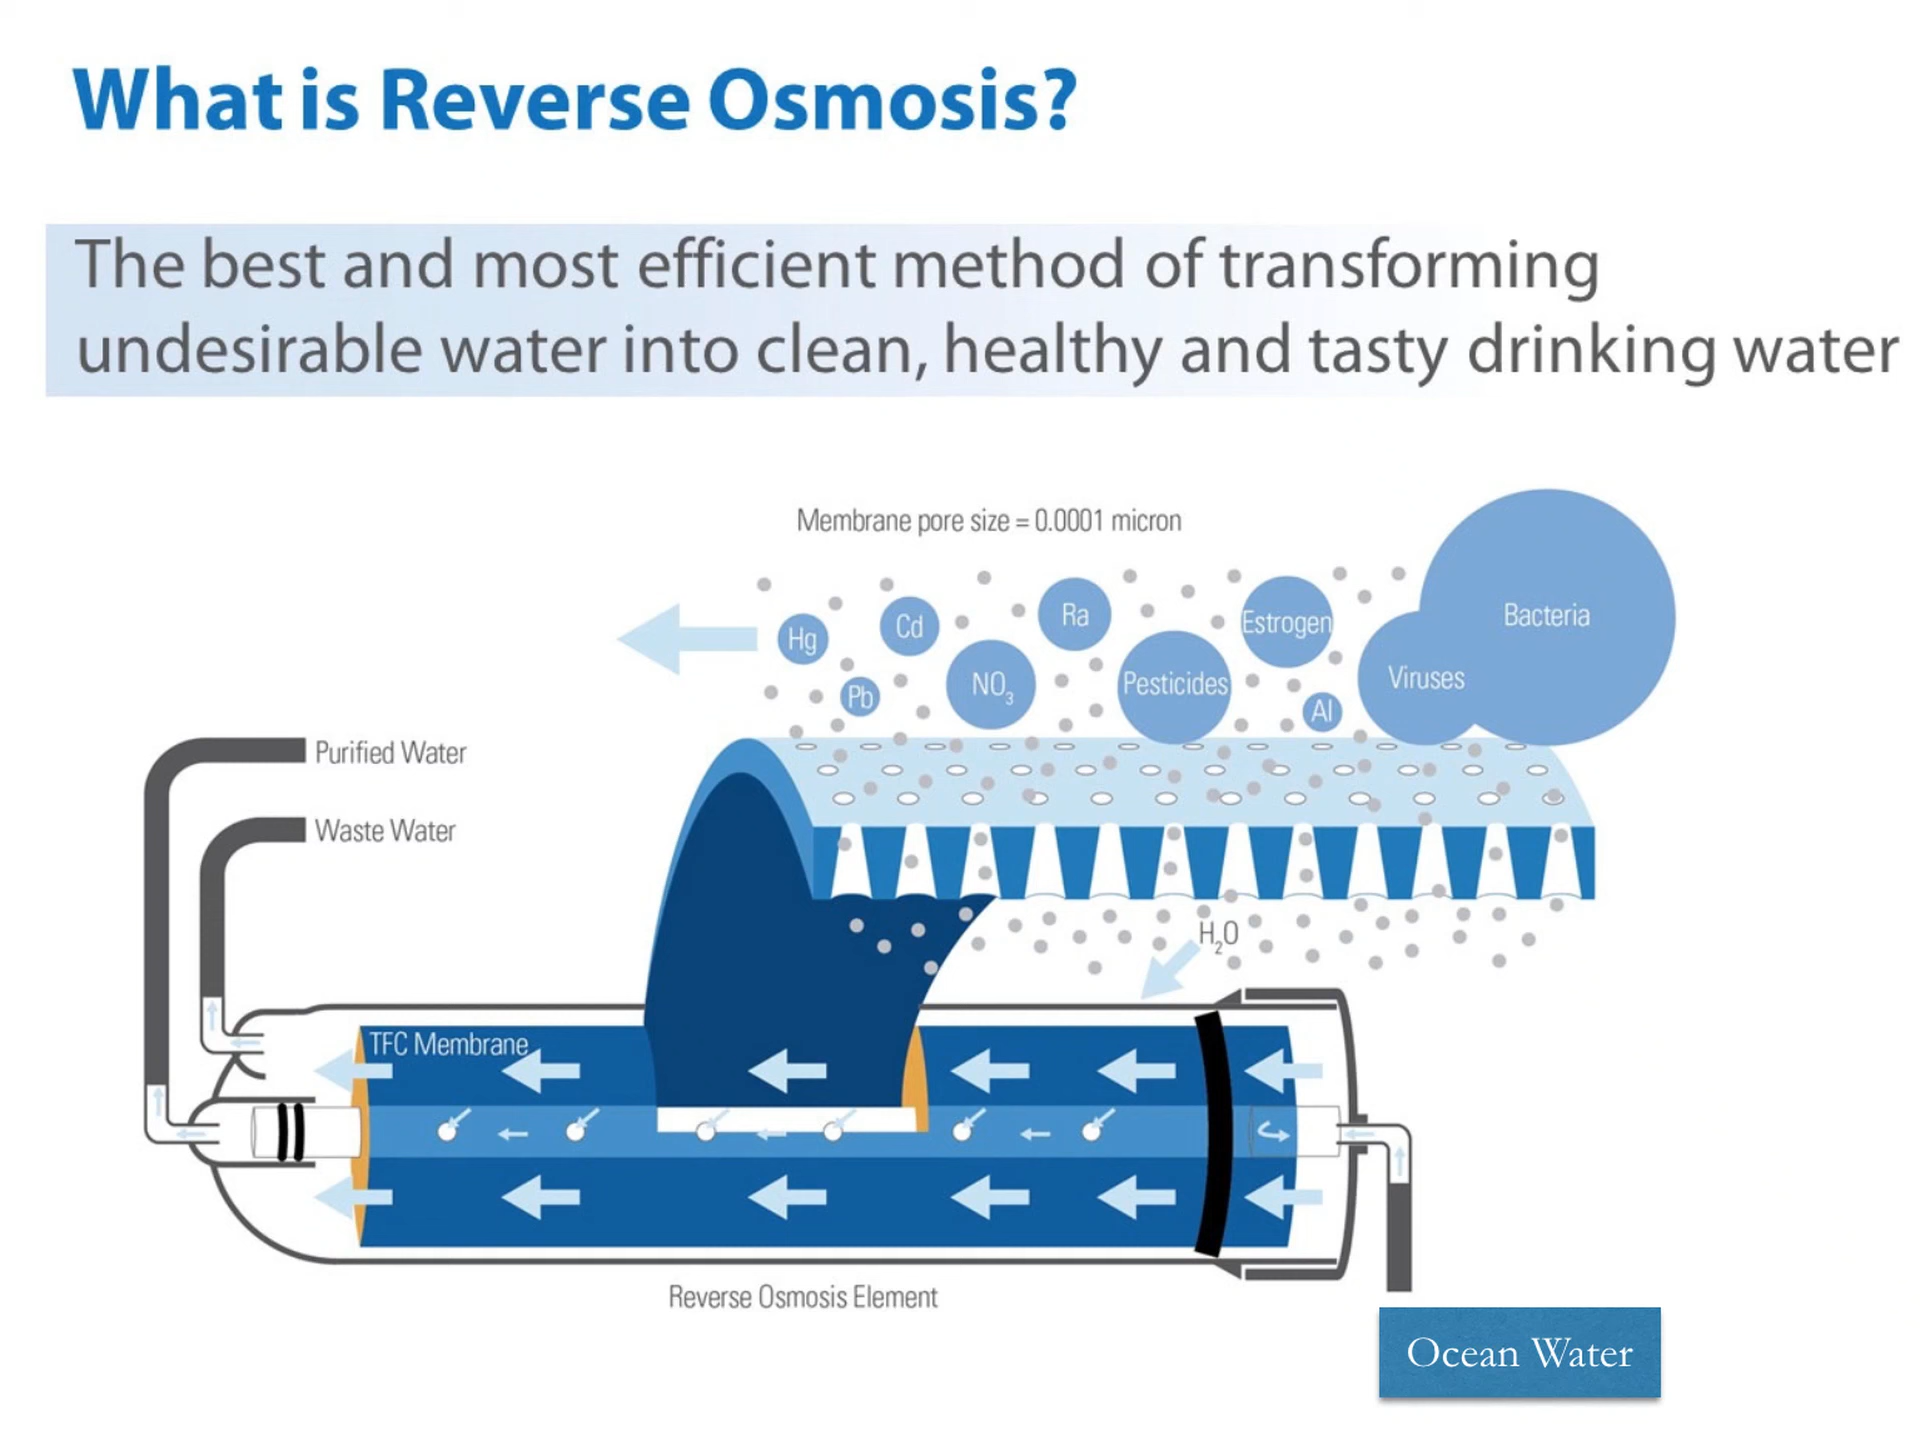 What is Reverse Osmosis?
The best and most efficient method of transforming
undesirable water into clean, healthy and tasty drinking water
Membrane pore size = 0.0001 micron
Hg
Cd
Ra
Estrogen
Bacteria
Pb
NO₃
Pesticides
Al
Viruses
Purified Water
Waste Water
H₂O
TFC Membrane
Reverse Osmosis Element
Ocean Water